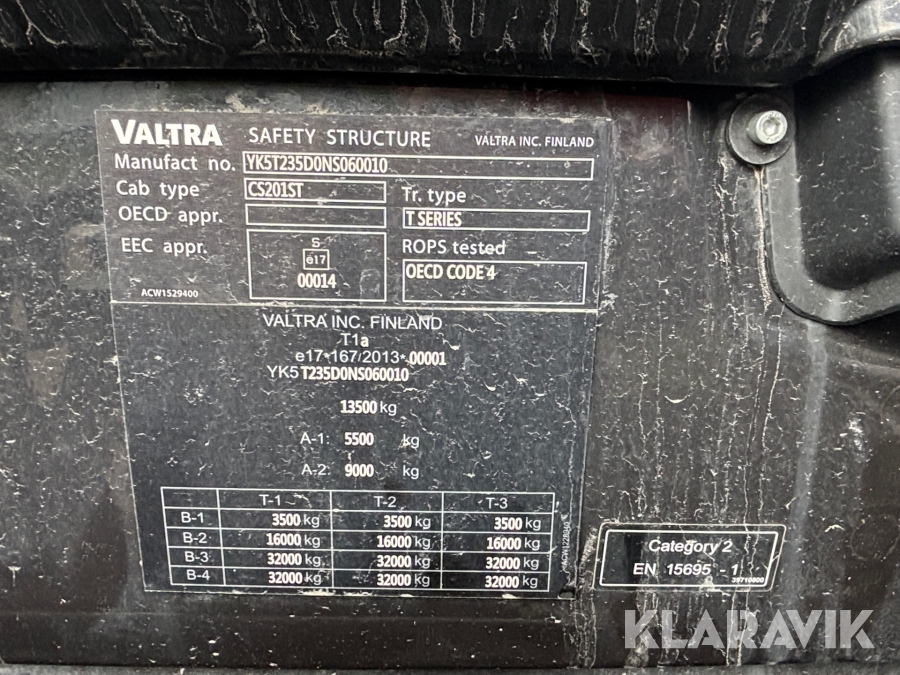 VALTRA SAFETY STRUCTURE VALTRA INC. FINLAND
Manufact no. YK5T235D0NS060010
Cab type CS201ST Tr. type
OECD appr. T SERIES
EEC appr. S ROPS tested
e17
00014 OECD CODE 4
ACW1529400
VALTRA INC. FINLAND
T1a
e17*167/2013*00001
YK5T235D0NS060010
13500 kg
A-1: 5500 kg
A-2: 9000 kg
T-1 T-2 T-3
B-1 3500 kg 3500 kg 3500 kg
B-2 16000 kg 16000 kg 16000 kg
B-3 32000 kg 32000 kg 32000 kg
B-4 32000 kg 32000 kg 32000 kg
Category 2
EN 15695 - 1
KLARAVIK